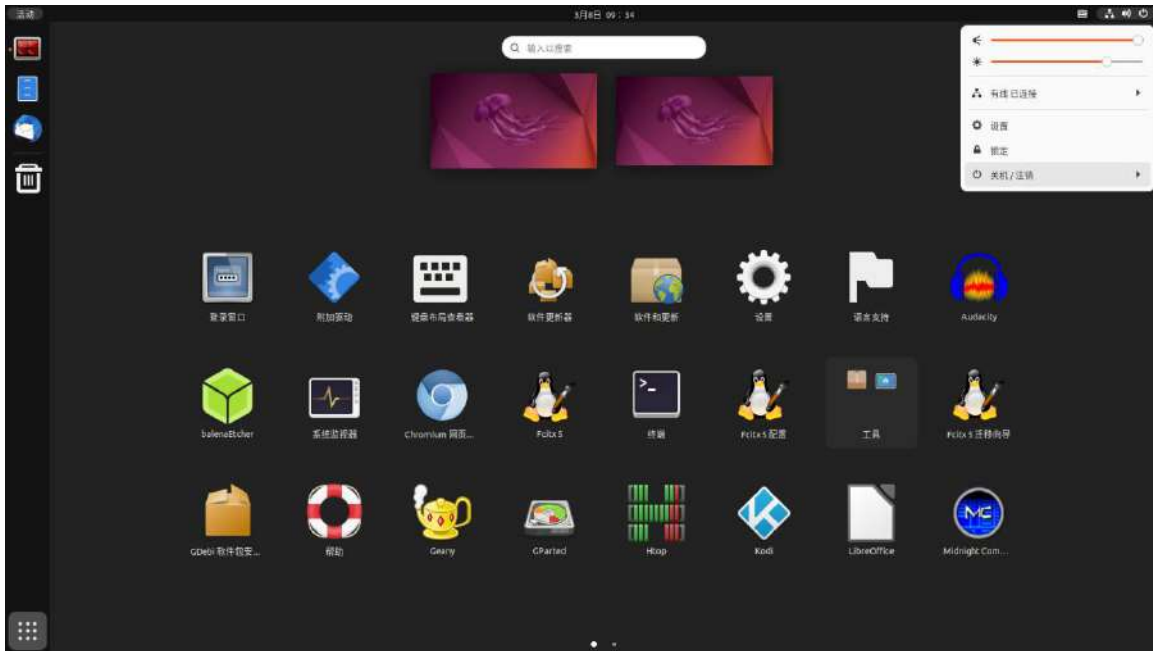 活动
3月8日 09：34
输入以搜索
有线 已连接
设置
锁定
关机 / 注销
登录窗口
附加驱动
键盘布局查看器
软件更新器
软件和更新
设置
语言支持
Audacity
balenaEtcher
系统监视器
Chromium 网页...
Fcitx 5
终端
Fcitx 5 配置
工具
Fcitx 5 迁移向导
GDebi 软件包安...
帮助
Geany
GParted
Htop
Kodi
LibreOffice
Midnight Com...